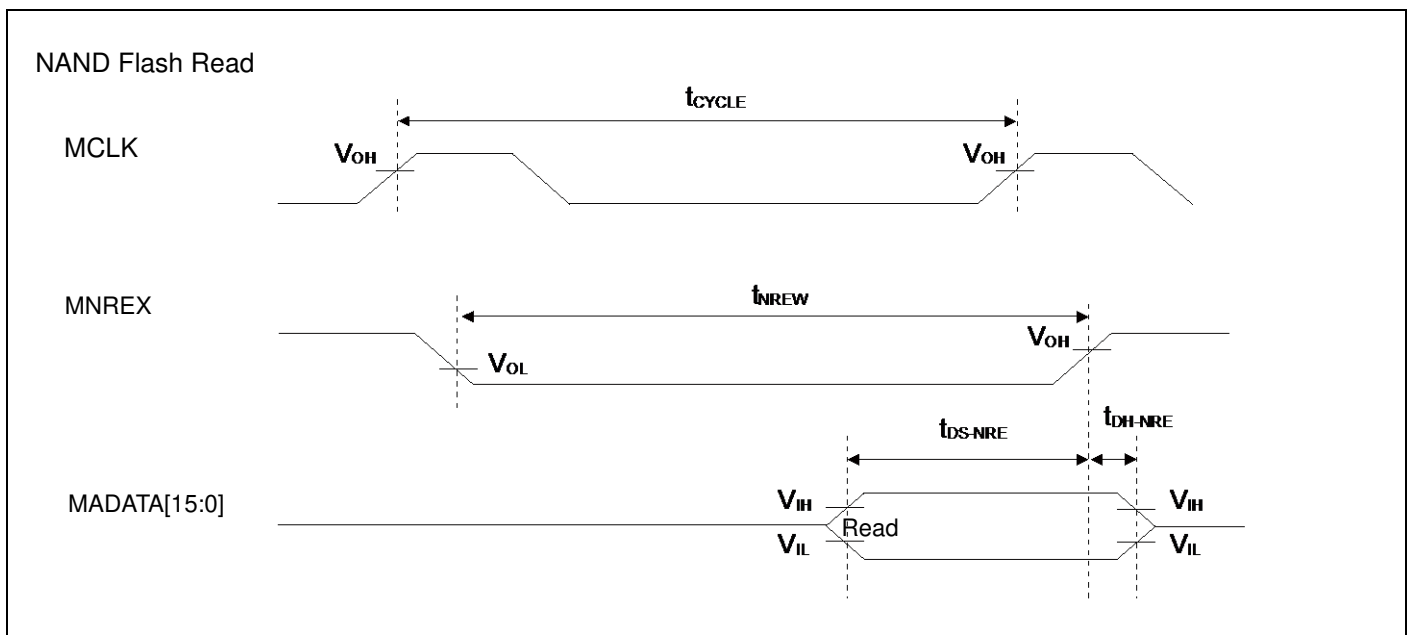 NAND Flash Read
tCYCLE
MCLK
VOH
VOH
MNREX
tNREW
VOH
VOL
tDS-NRE
tDH-NRE
MADATA[15:0]
VIH
VIH
Read
VIL
VIL